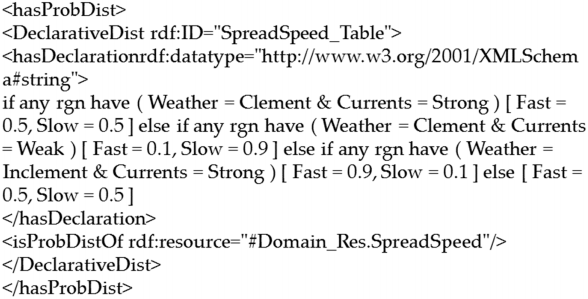 <hasProbDist>
<DeclarativeDist rdf:ID="SpreadSpeed_Table">
<hasDeclarationrdf:datatype="http://www.w3.org/2001/XMLSchem
a#string">
if any rgn have ( Weather = Clement & Currents = Strong ) [ Fast =
0.5, Slow = 0.5 ] else if any rgn have ( Weather = Clement & Currents
= Weak ) [ Fast = 0.1, Slow = 0.9 ] else if any rgn have ( Weather =
Inclement & Currents = Strong ) [ Fast = 0.9, Slow = 0.1 ] else [ Fast =
0.5, Slow = 0.5 ]
</hasDeclaration>
<isProbDistOf rdf:resource="#Domain_Res.SpreadSpeed"/>
</DeclarativeDist>
</hasProbDist>